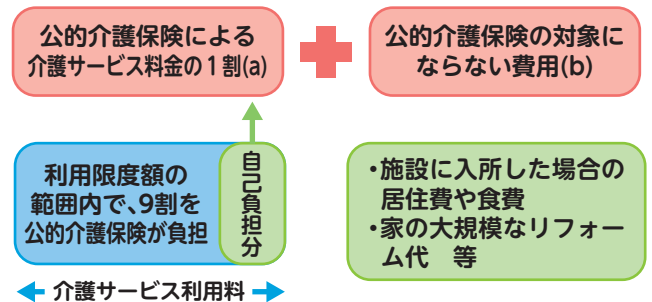 公的介護保険による
介護サービス料金の1割(a)
公的介護保険の対象に
ならない費用(b)
利用限度額の
範囲内で、9割を
公的介護保険が負担
自己負担分
・施設に入所した場合の
居住費や食費
・家の大規模なリフォー
ム代　等
介護サービス利用料